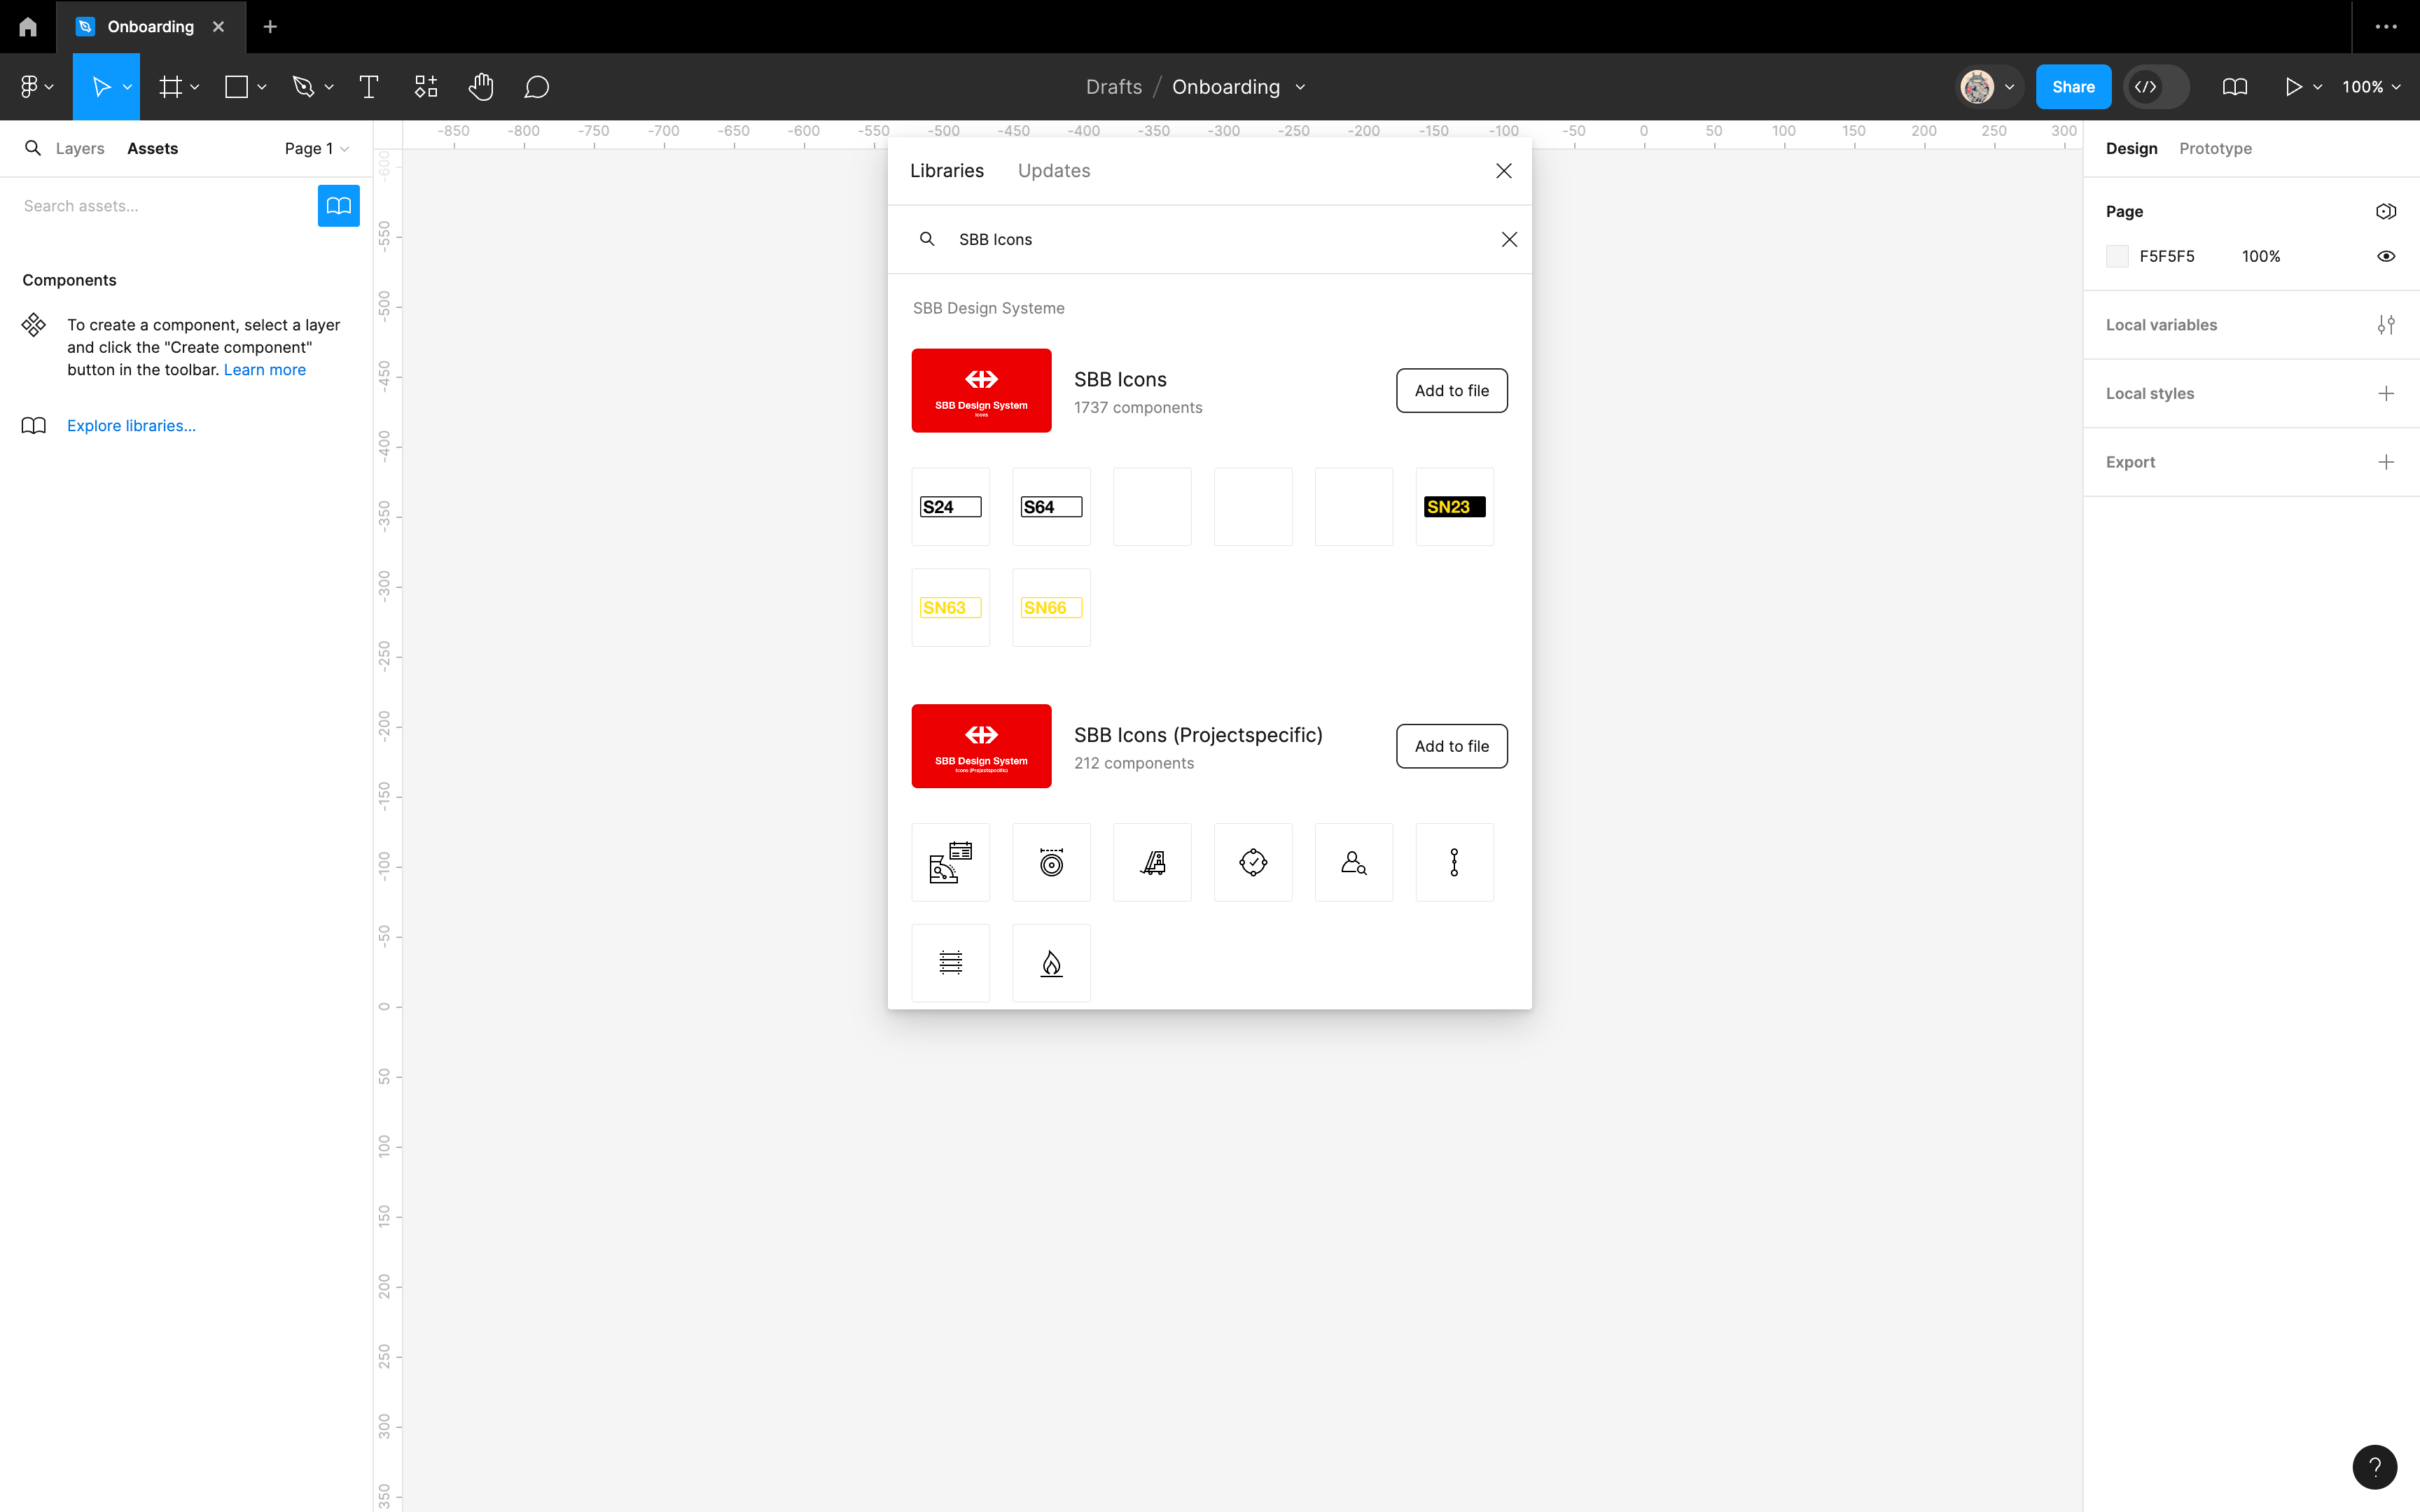 Onboarding
Drafts / Onboarding
Share
100%
-850 -800 -750 -700 -650 -600 -550 -500 -450 -400 -350 -300 -250 -200 -150 -100 -50 0 50 100 150 200 250 300
Layers Assets Page 1
Search assets...
Components
To create a component, select a layer
and click the "Create component"
button in the toolbar. Learn more
Explore libraries...
-600
-550
-500
-450
-400
-350
-300
-250
-200
-150
-100
-50
0
50
100
150
200
250
300
350
Libraries Updates
SBB Icons
SBB Design Systeme
SBB Design System
Icons
SBB Icons
1737 components
Add to file
S24 S64 SN23
SN63 SN66
SBB Design System
Icons (Projectspecific)
SBB Icons (Projectspecific)
212 components
Add to file
Design Prototype
Page
F5F5F5 100%
Local variables
Local styles
Export
?